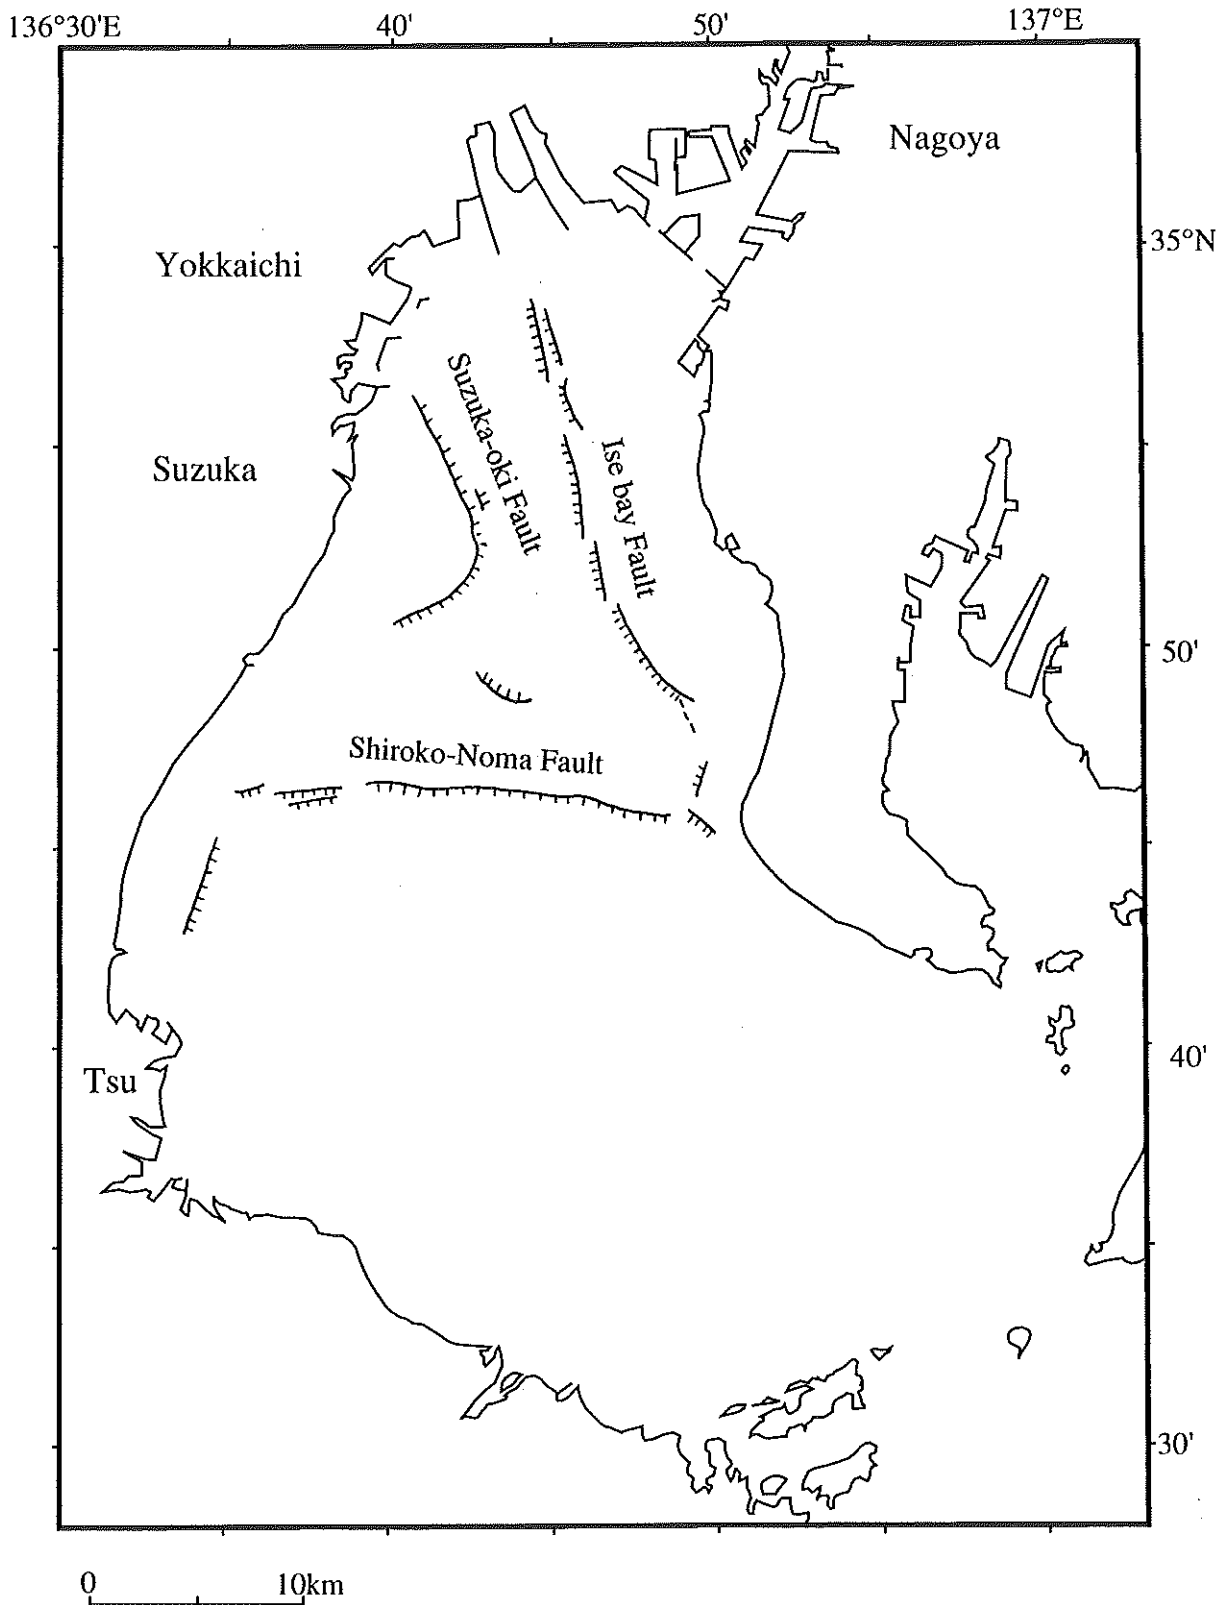 136°30'E
40'
50'
137°E
Nagoya
35°N
Yokkaichi
Suzuka-oki Fault
Ise bay Fault
Suzuka
50'
Shiroko-Noma Fault
40'
Tsu
30'
0
10km